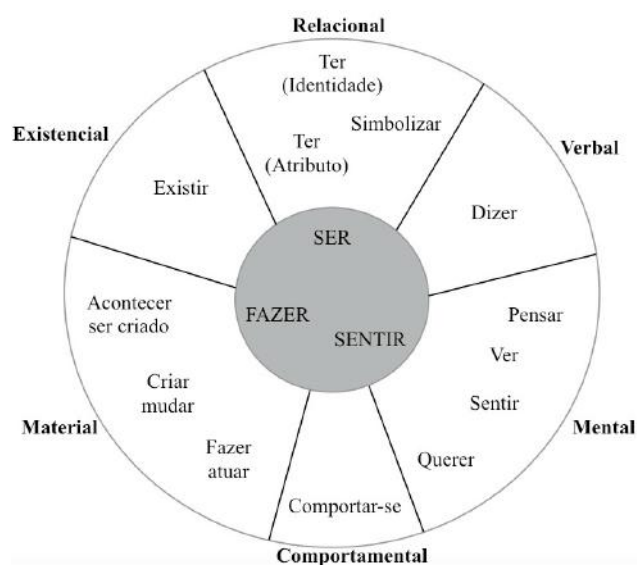 Relacional
Ter
(Identidade)
Simbolizar
Ter
(Atributo)
Existencial
Existir
Verbal
Dizer
SER
FAZER
SENTIR
Acontecer
ser criado
Criar
mudar
Fazer
atuar
Material
Pensar
Ver
Sentir
Querer
Mental
Comportar-se
Comportamental